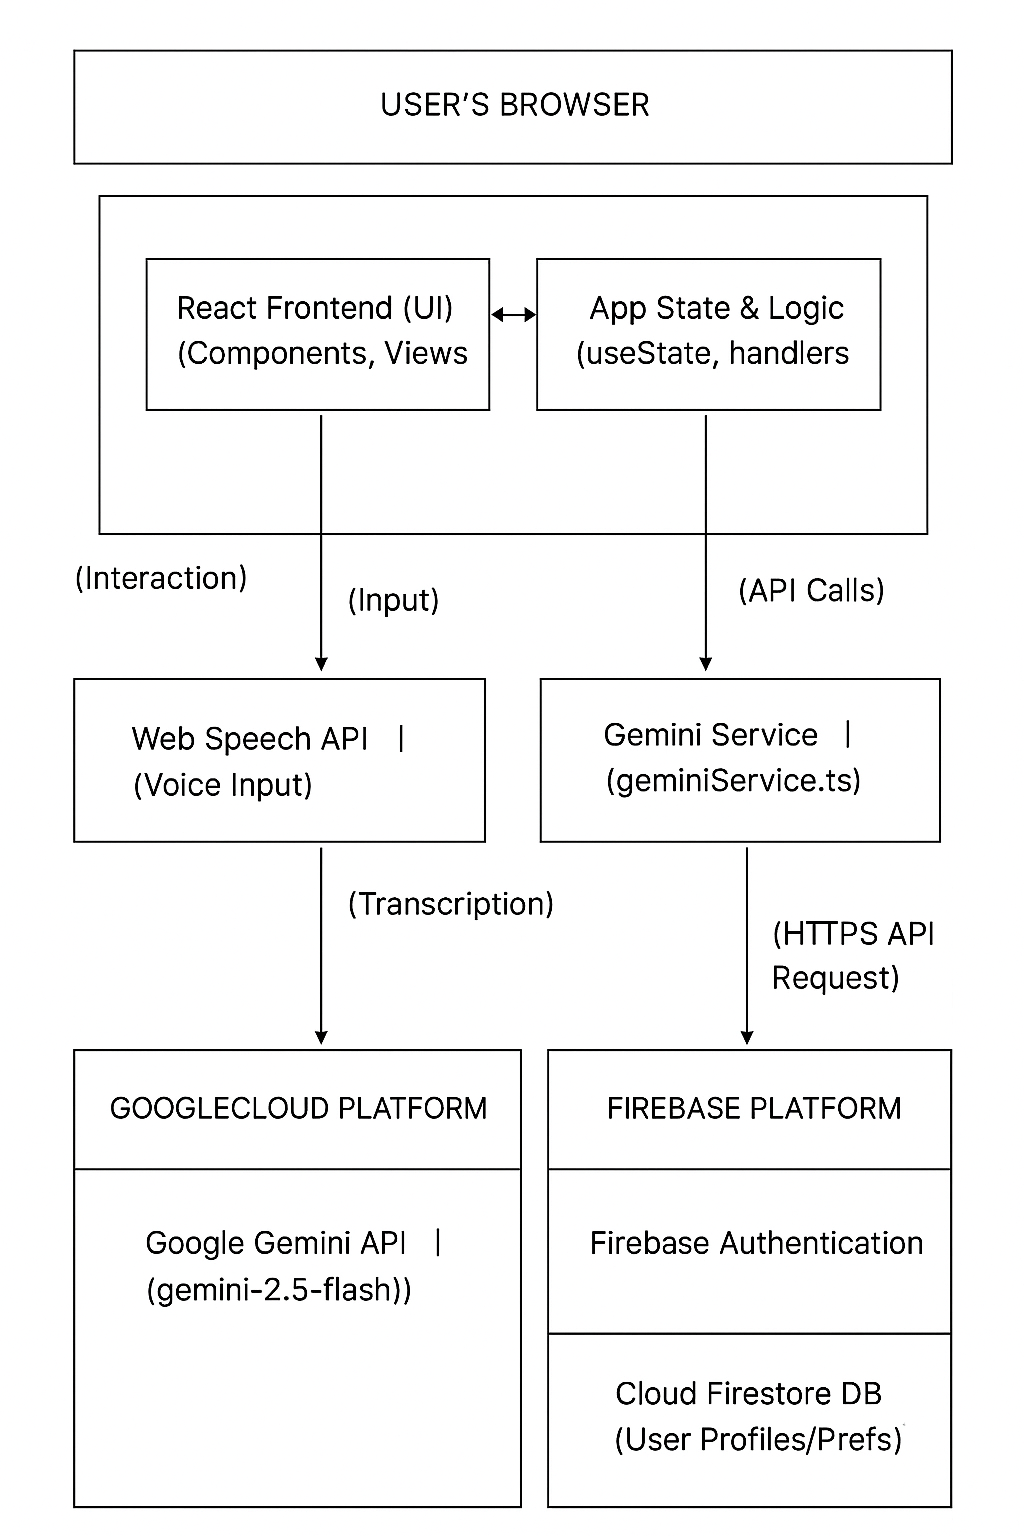 USER'S BROWSER
React Frontend (UI)
(Components, Views
App State & Logic
(useState, handlers
(Interaction)
(Input)
(API Calls)
Web Speech API |
(Voice Input)
Gemini Service |
(geminiService.ts)
(Transcription)
(HTTPS API
Request)
GOOGLECLOUD PLATFORM
FIREBASE PLATFORM
Google Gemini API |
(gemini-2.5-flash))
Firebase Authentication
Cloud Firestore DB
(User Profiles/Prefs)